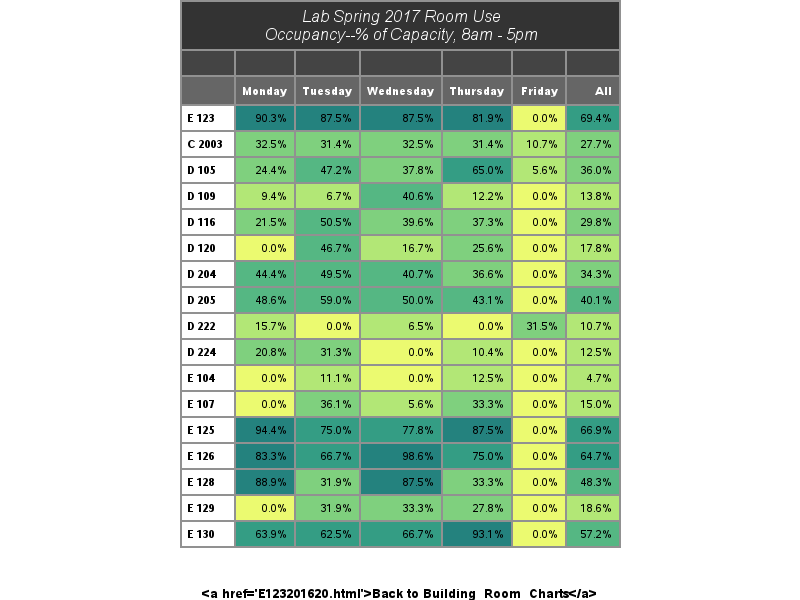 Lab Spring 2017 Room Use
Occupancy--% of Capacity, 8am - 5pm
Monday Tuesday Wednesday Thursday Friday All
E 123 90.3% 87.5% 87.5% 81.9% 0.0% 69.4%
C 2003 32.5% 31.4% 32.5% 31.4% 10.7% 27.7%
D 105 24.4% 47.2% 37.8% 65.0% 5.6% 36.0%
D 109 9.4% 6.7% 40.6% 12.2% 0.0% 13.8%
D 116 21.5% 50.5% 39.6% 37.3% 0.0% 29.8%
D 120 0.0% 46.7% 16.7% 25.6% 0.0% 17.8%
D 204 44.4% 49.5% 40.7% 36.6% 0.0% 34.3%
D 205 48.6% 59.0% 50.0% 43.1% 0.0% 40.1%
D 222 15.7% 0.0% 6.5% 0.0% 31.5% 10.7%
D 224 20.8% 31.3% 0.0% 10.4% 0.0% 12.5%
E 104 0.0% 11.1% 0.0% 12.5% 0.0% 4.7%
E 107 0.0% 36.1% 5.6% 33.3% 0.0% 15.0%
E 125 94.4% 75.0% 77.8% 87.5% 0.0% 66.9%
E 126 83.3% 66.7% 98.6% 75.0% 0.0% 64.7%
E 128 88.9% 31.9% 87.5% 33.3% 0.0% 48.3%
E 129 0.0% 31.9% 33.3% 27.8% 0.0% 18.6%
E 130 63.9% 62.5% 66.7% 93.1% 0.0% 57.2%
<a href='E123201620.html'>Back to Building_Room_Charts</a>